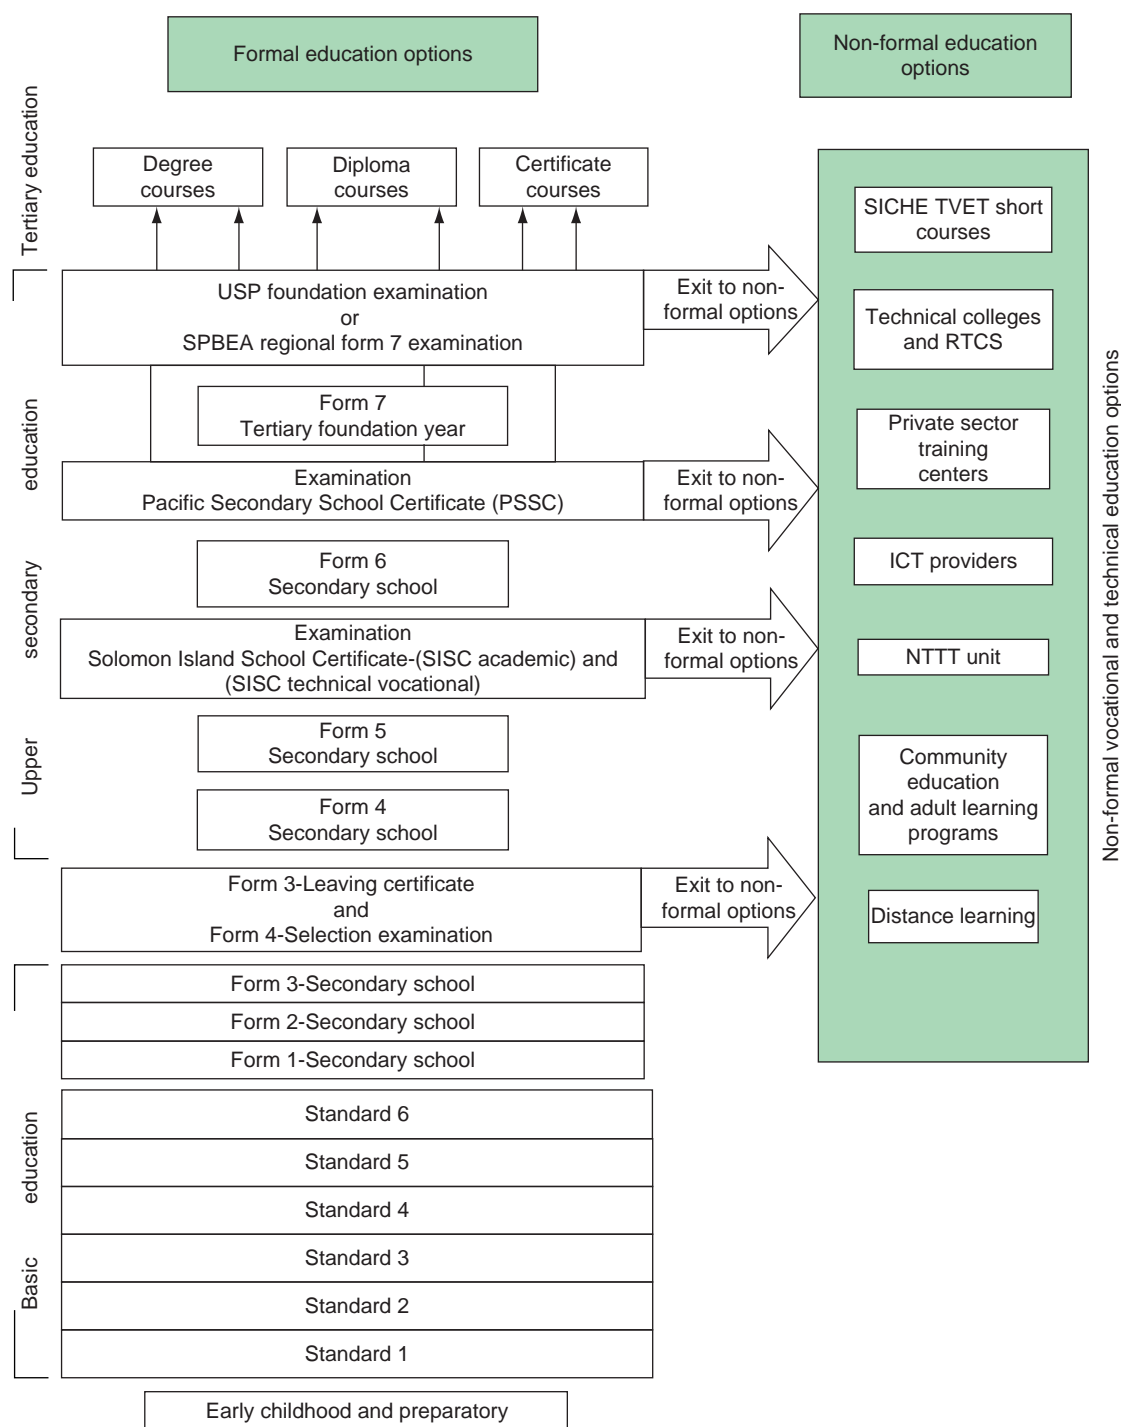 Formal education options
Non-formal education
options
Tertiary education
Degree
courses
Diploma
courses
Certificate
courses
USP foundation examination
or
SPBEA regional form 7 examination
Exit to non-
formal options
Form 7
Tertiary foundation year
Examination
Pacific Secondary School Certificate (PSSC)
Exit to non-
formal options
Form 6
Secondary school
Examination
Solomon Island School Certificate-(SISC academic) and
(SISC technical vocational)
Exit to non-
formal options
Form 5
Secondary school
Form 4
Secondary school
Upper secondary education
Form 3-Leaving certificate
and
Form 4-Selection examination
Exit to non-
formal options
Form 3-Secondary school
Form 2-Secondary school
Form 1-Secondary school
Standard 6
Standard 5
Standard 4
Standard 3
Standard 2
Standard 1
Basic education
Early childhood and preparatory
SICHE TVET short
courses
Technical colleges
and RTCS
Private sector
training
centers
ICT providers
NTTT unit
Community
education
and adult learning
programs
Distance learning
Non-formal vocational and technical education options